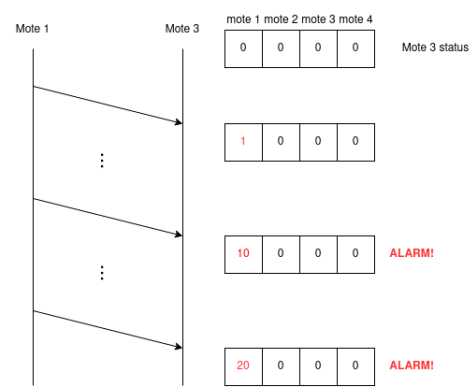 mote 1 mote 2 mote 3 mote 4
Mote 1 Mote 3
0 0 0 0 Mote 3 status
1 0 0 0
10 0 0 0 ALARM!
20 0 0 0 ALARM!